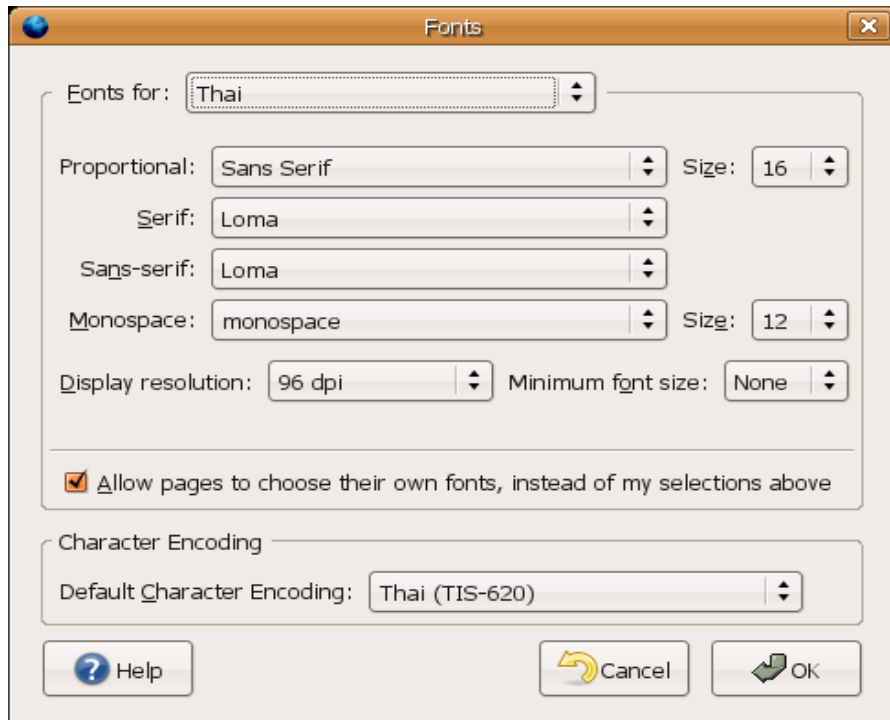 Fonts
Fonts for: Thai
Proportional: Sans Serif Size: 16
Serif: Loma
Sans-serif: Loma
Monospace: monospace Size: 12
Display resolution: 96 dpi Minimum font size: None
Allow pages to choose their own fonts, instead of my selections above
Character Encoding
Default Character Encoding: Thai (TIS-620)
Help Cancel OK